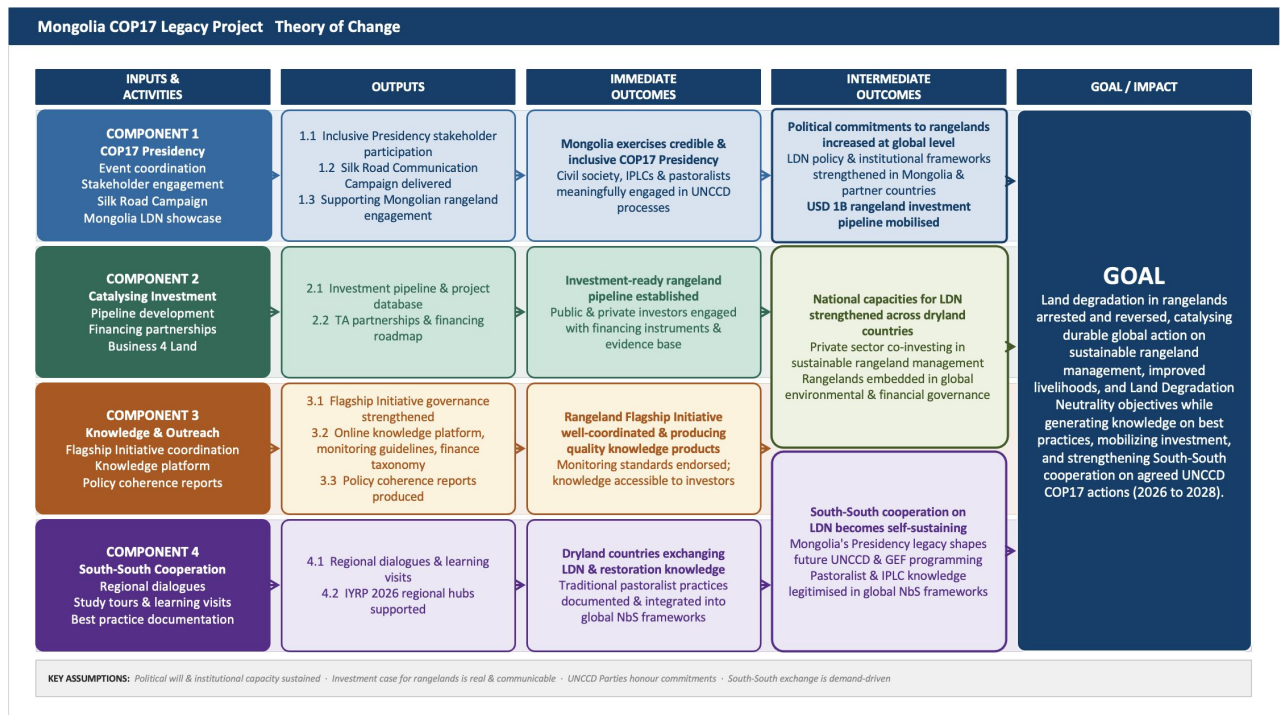 Mongolia COP17 Legacy Project   Theory of Change
INPUTS &
ACTIVITIES
OUTPUTS
IMMEDIATE
OUTCOMES
INTERMEDIATE
OUTCOMES
GOAL / IMPACT
COMPONENT 1
COP17 Presidency
Event coordination
Stakeholder engagement
Silk Road Campaign
Mongolia LDN showcase
1.1  Inclusive Presidency stakeholder
participation
1.2  Silk Road Communication
Campaign delivered
1.3  Supporting Mongolian rangeland
engagement
Mongolia exercises credible &
inclusive COP17 Presidency
Civil society, IPLCs & pastoralists
meaningfully engaged in UNCCD
processes
Political commitments to rangelands
increased at global level
LDN policy & institutional frameworks
strengthened in Mongolia &
partner countries
USD 1B rangeland investment
pipeline mobilised
COMPONENT 2
Catalysing Investment
Pipeline development
Financing partnerships
Business 4 Land
2.1  Investment pipeline & project
database
2.2  TA partnerships & financing
roadmap
Investment-ready rangeland
pipeline established
Public & private investors engaged
with financing instruments &
evidence base
National capacities for LDN
strengthened across dryland
countries
Private sector co-investing in
sustainable rangeland management
Rangelands embedded in global
environmental & financial governance
COMPONENT 3
Knowledge & Outreach
Flagship Initiative coordination
Knowledge platform
Policy coherence reports
3.1  Flagship Initiative governance
strengthened
3.2  Online knowledge platform,
monitoring guidelines, finance
taxonomy
3.3  Policy coherence reports
produced
Rangeland Flagship Initiative
well-coordinated & producing
quality knowledge products
Monitoring standards endorsed;
knowledge accessible to investors
COMPONENT 4
South-South Cooperation
Regional dialogues
Study tours & learning visits
Best practice documentation
4.1  Regional dialogues & learning
visits
4.2  IYRP 2026 regional hubs
supported
Dryland countries exchanging
LDN & restoration knowledge
Traditional pastoralist practices
documented & integrated into
global NbS frameworks
South-South cooperation on
LDN becomes self-sustaining
Mongolia's Presidency legacy shapes
future UNCCD & GEF programming
Pastoralist & IPLC knowledge
legitimised in global NbS frameworks
GOAL
Land degradation in rangelands
arrested and reversed, catalysing
durable global action on
sustainable rangeland
management, improved
livelihoods, and Land Degradation
Neutrality objectives while
generating knowledge on best
practices, mobilizing investment,
and strengthening South-South
cooperation on agreed UNCCD
COP17 actions (2026 to 2028).
KEY ASSUMPTIONS:  Political will & institutional capacity sustained  ·  Investment case for rangelands is real & communicable  ·  UNCCD Parties honour commitments  ·  South-South exchange is demand-driven